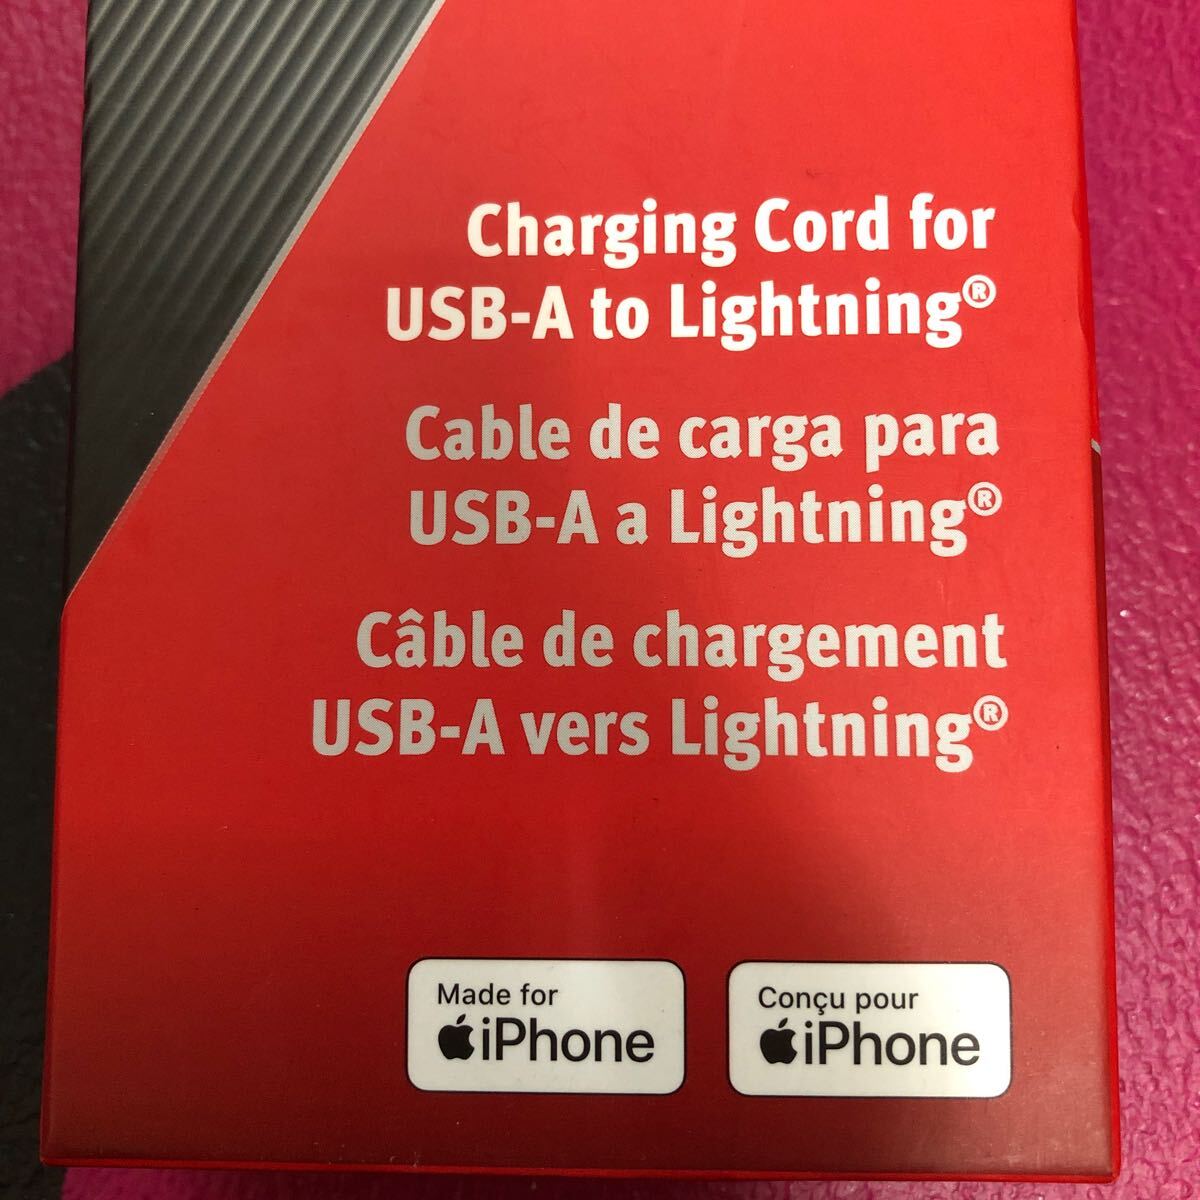 Charging Cord for
USB-A to Lightning®
Cable de carga para
USB-A a Lightning®
Câble de chargement
USB-A vers Lightning®
Made for
iPhone
Conçu pour
iPhone